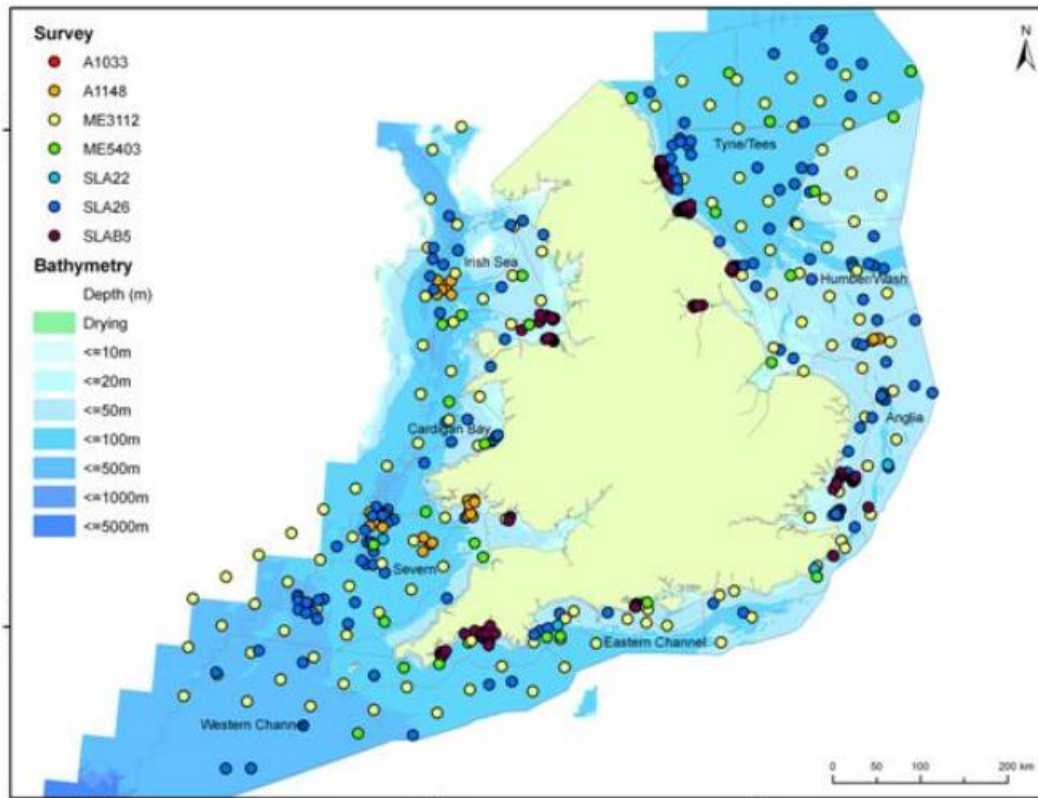 Survey
A1033
A1148
ME3112
ME5403
SLA22
SLA26
SLAB5
Bathymetry
Depth (m)
Drying
<=10m
<=20m
<=50m
<=100m
<=500m
<=1000m
<=5000m
N
Tyne/Tees
Irish Sea
Humber/Wash
Anglia
Cardigan Bay
Severn
Eastern Channel
Western Channel
0 50 100 200 km